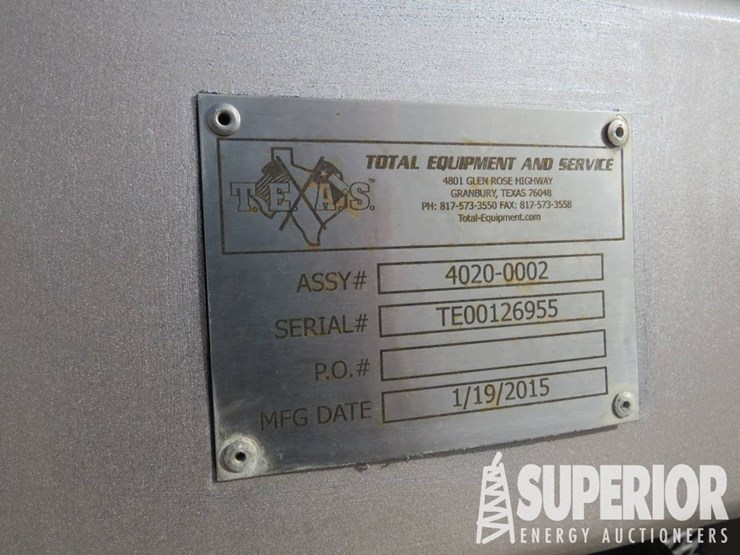 T.E.A.S.™
TOTAL EQUIPMENT AND SERVICE
4801 GLEN ROSE HIGHWAY
GRANBURY, TEXAS 76048
PH: 817-573-3550 FAX: 817-573-3558
Total-Equipment.com
ASSY# 4020-0002
SERIAL# TE00126955
P.O.#
MFG DATE 1/19/2015
SUPERIOR
ENERGY AUCTIONEERS